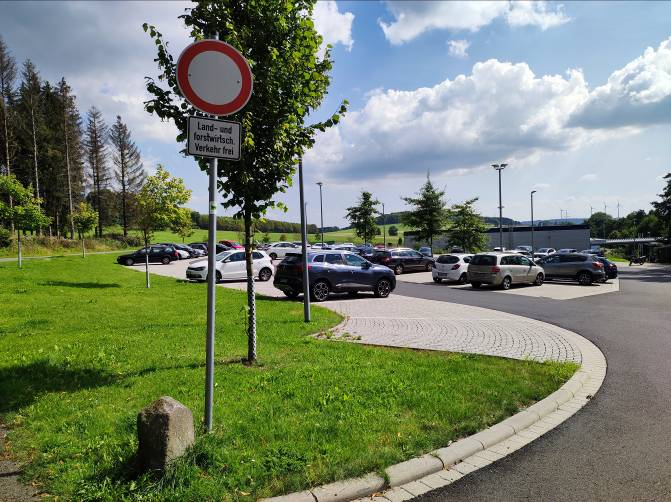 Land- und
forstwirtsch.
Verkehr frei